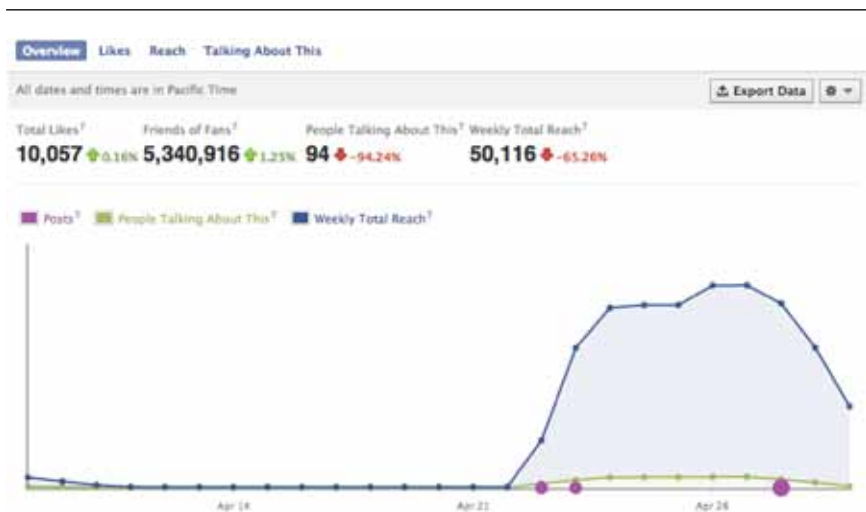 Overview Likes Reach Talking About This
All dates and times are in Pacific Time
Export Data
Total Likes? Friends of Fans? People Talking About This? Weekly Total Reach?
10,057 0.16% 5,340,916 1.25% 94 -94.24% 50,116 -65.26%
Posts? People Talking About This? Weekly Total Reach?
Apr 14 Apr 21 Apr 26